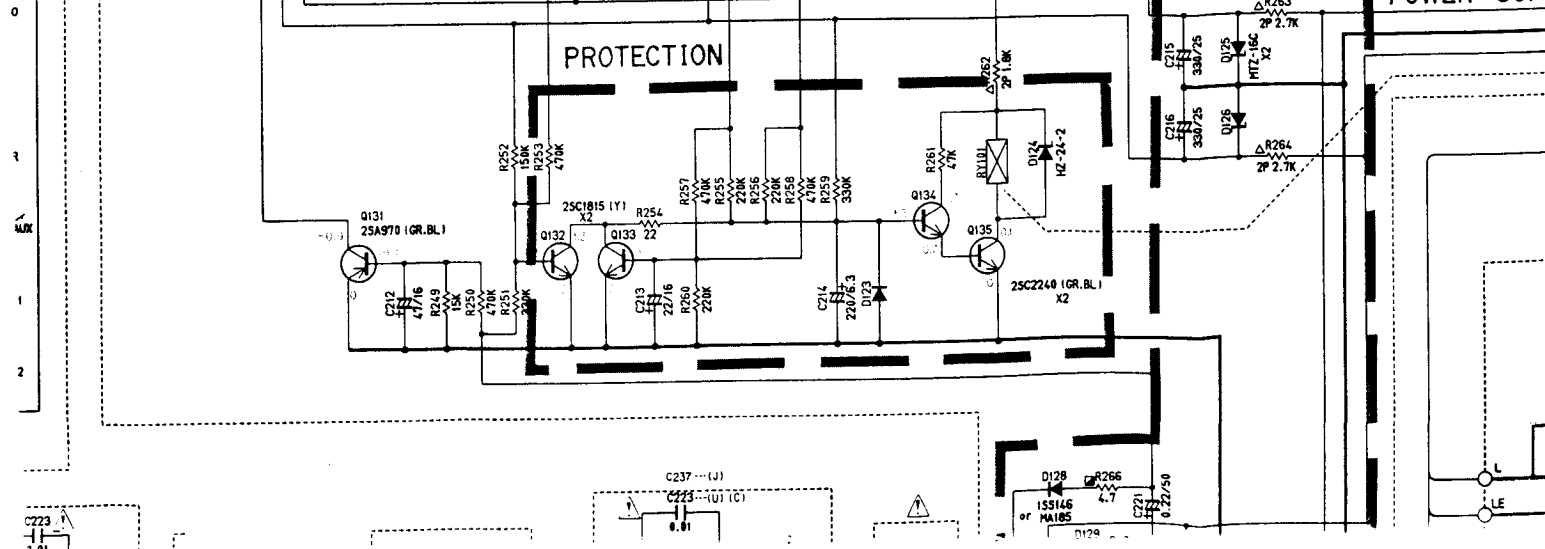 0
R263
2P 2.7K
PROTECTION
C215
330/25
D125
MTZ-16C
X2
R262
2P 1.8K
C216
330/25
D126
R264
2P 2.7K
R252
150K
R253
470K
R257
470K
R255
220K
R256
220K
R258
470K
R259
330K
R261
47K
RY101
D124
HZ-24-2
Q131
2SA970 (GR.BL)
2SC1815 (Y)
X2
R254
22
Q132
Q133
Q134
Q135
AUX
1
2
C212
47/16
R249
15K
R250
470K
R251
C213
22/16
R260
220K
C214
220/6.3
D123
2SC2240 (GR.BL)
X2
C237---(J)
C223---(U)(C)
0.01
C223
D128
1SS146
or MA185
R266
4.7
C221
0.22/50
D129
L
LE